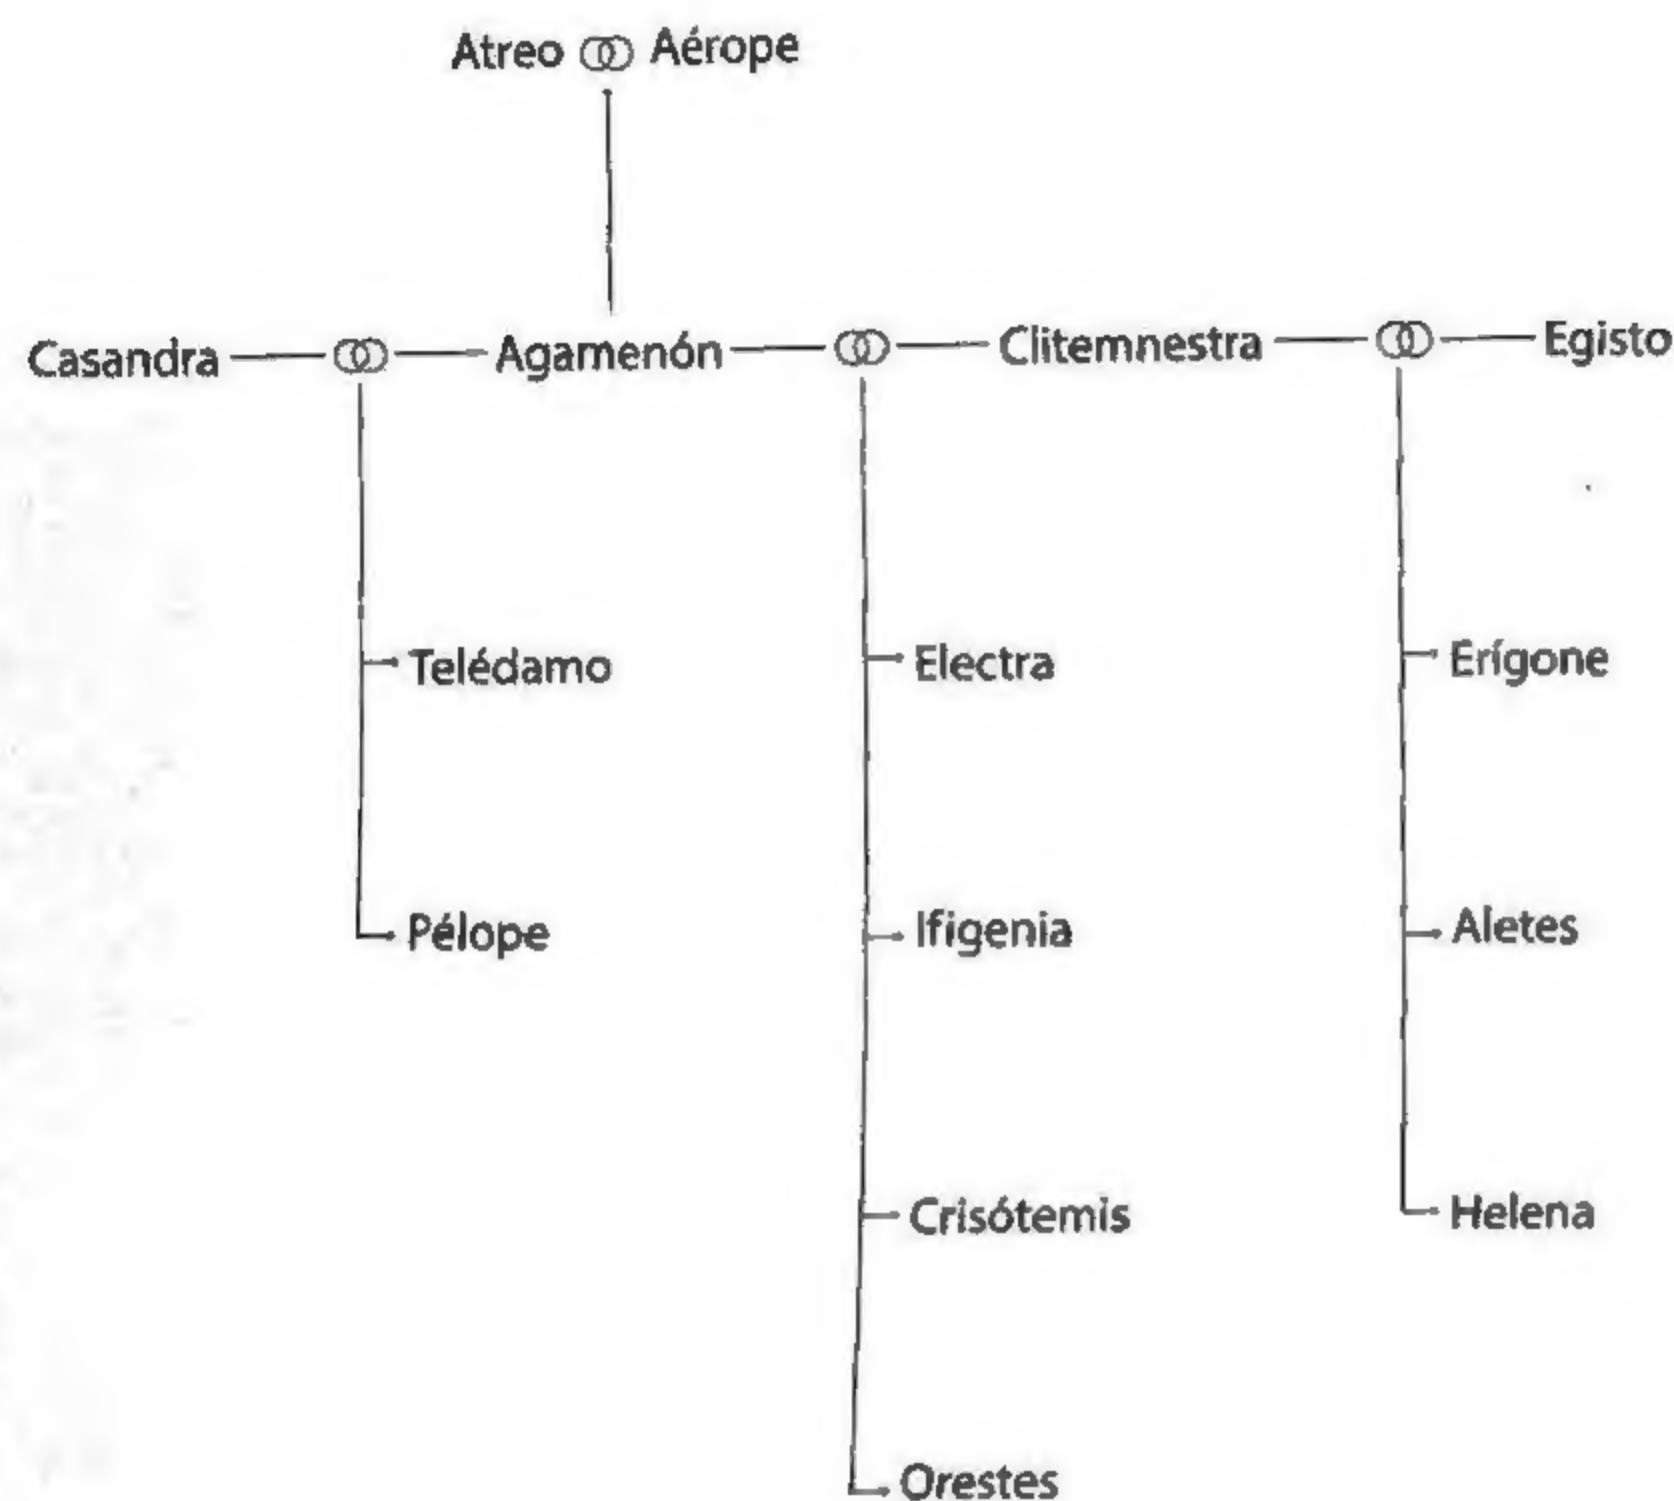 Atreo Aérope
Casandra Agamenón Clitemnestra Egisto
Telédamo Electra Erígone
Pélope Ifigenia Aletes
Crisótemis Helena
Orestes